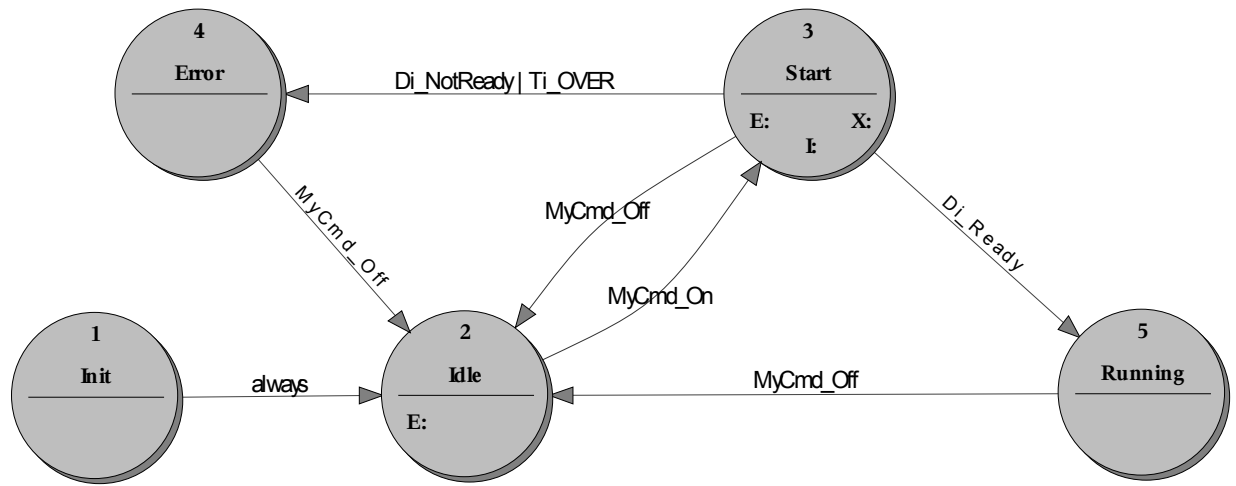 4
Error
3
Start
E:
X:
I:
Di_NotReady | Ti_OVER
MyCmd_Off
MyCmd_Off
MyCmd_On
Di_Ready
1
Init
always
2
Idle
E:
MyCmd_Off
5
Running